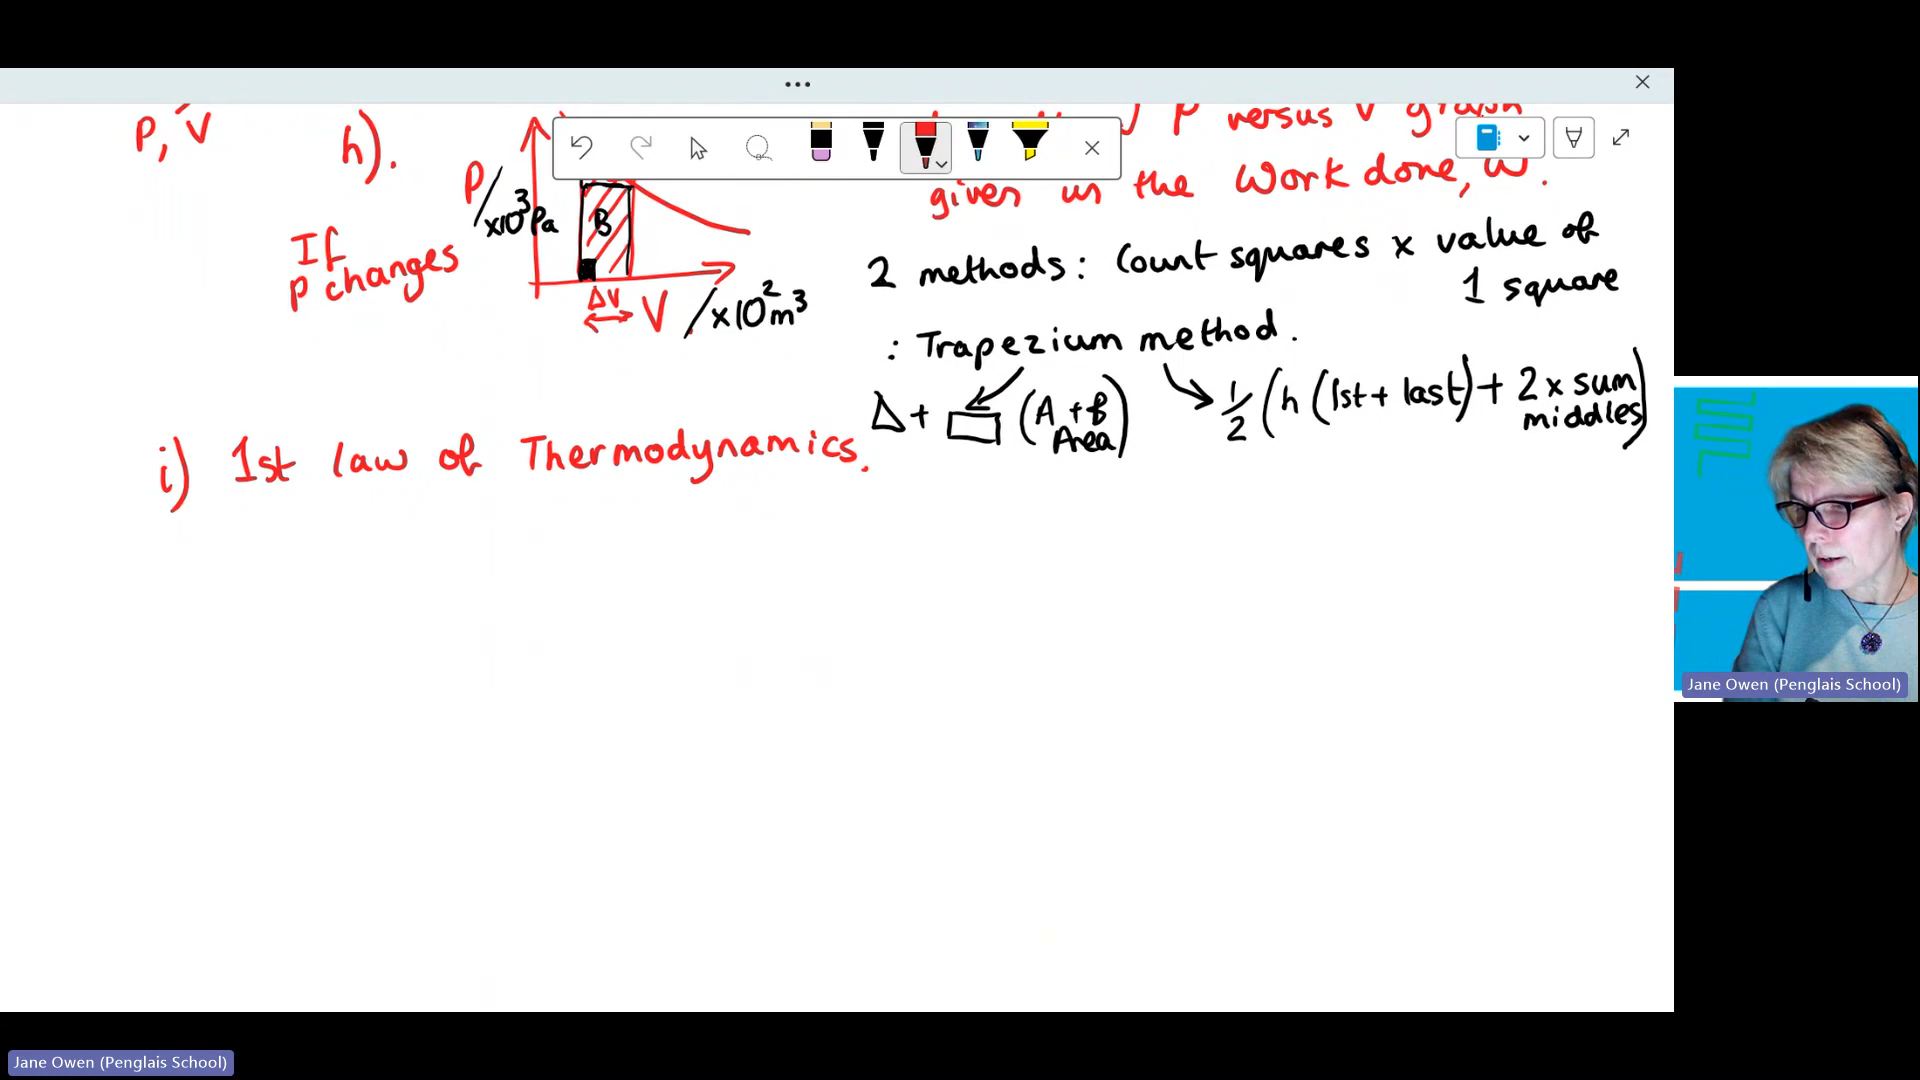 P versus V graph
P, V
h).
given us the Work done, W.
P/x10³Pa
B
If
P changes
ΔV
V /x10²m³
2 methods: Count squares x value of
1 square
: Trapezium method.
Δ + ▭ (A + B
Area)
½ (h (1st + last) + 2 x sum
middles)
i) 1st law of Thermodynamics.
Jane Owen (Penglais School)
Jane Owen (Penglais School)